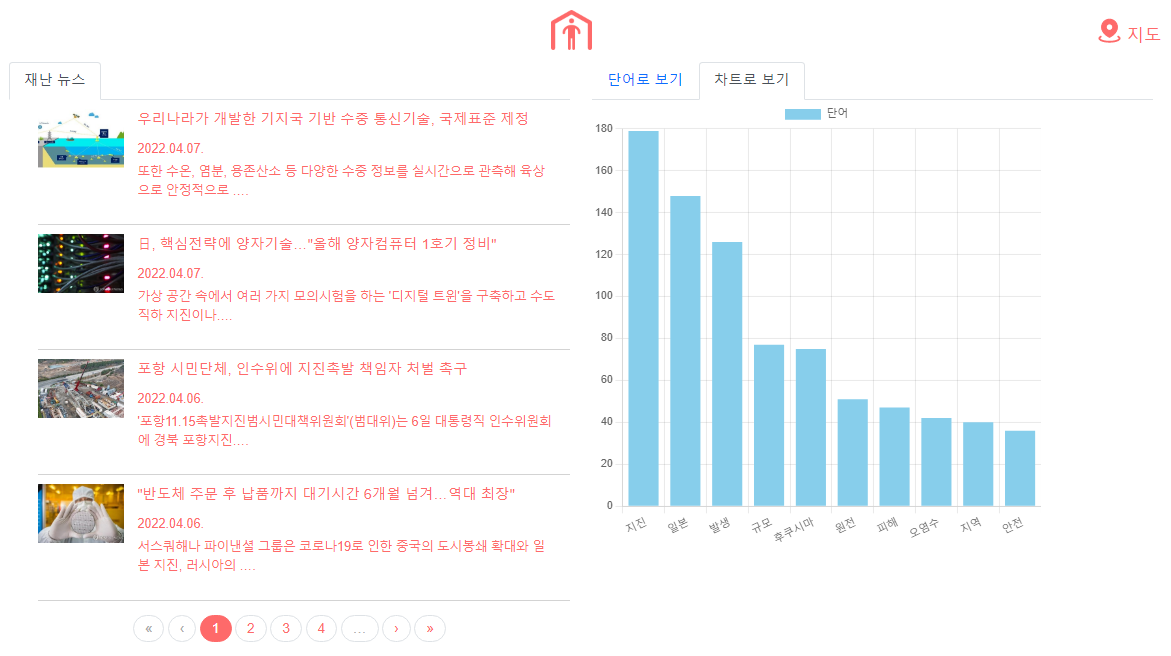 지도
재난 뉴스
우리나라가 개발한 기지국 기반 수중 통신기술, 국제표준 제정
2022.04.07.
또한 수온, 염분, 용존산소 등 다양한 수중 정보를 실시간으로 관측해 육상
으로 안정적으로 ....
日, 핵심전략에 양자기술…"올해 양자컴퓨터 1호기 정비"
2022.04.07.
가상 공간 속에서 여러 가지 모의시험을 하는 '디지털 트윈'을 구축하고 수도
직하 지진이나....
포항 시민단체, 인수위에 지진촉발 책임자 처벌 촉구
2022.04.06.
'포항11.15촉발지진범시민대책위원회'(범대위)는 6일 대통령직 인수위원회
에 경북 포항지진....
"반도체 주문 후 납품까지 대기시간 6개월 넘겨…역대 최장"
2022.04.06.
서스쿼해나 파이낸셜 그룹은 코로나19로 인한 중국의 도시봉쇄 확대와 일
본 지진, 러시아의 ....
« ‹ 1 2 3 4 … › »
단어로 보기 차트로 보기
단어
180
160
140
120
100
80
60
40
20
0
지진 일본 발생 규모 후쿠시마 원전 피해 오염수 지역 안전